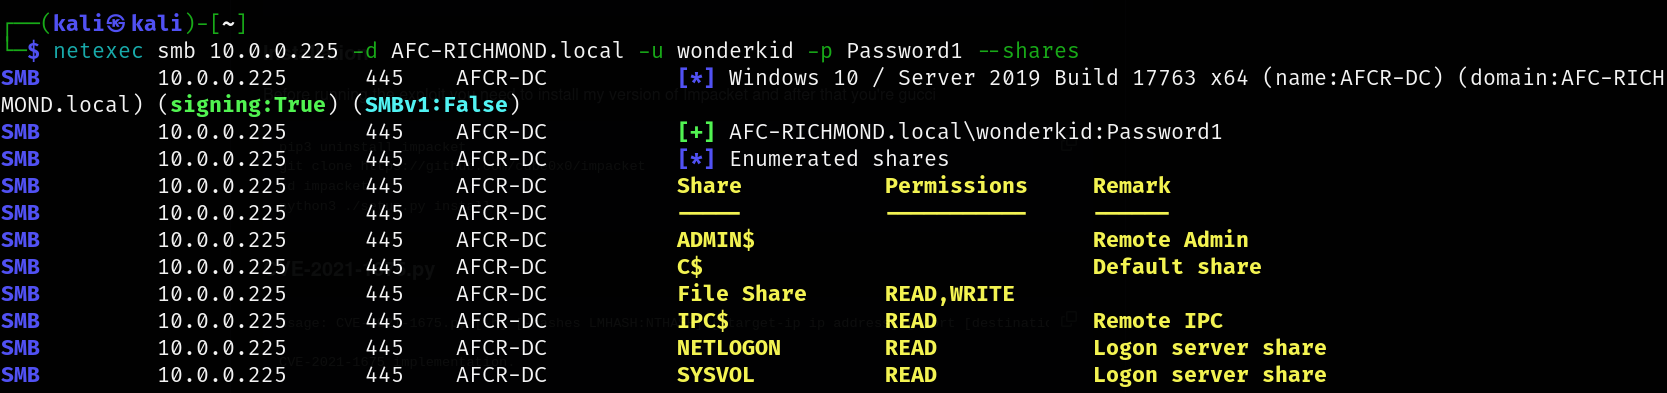 ┌──(kali㉿kali)-[~]
└─$ netexec smb 10.0.0.225 -d AFC-RICHMOND.local -u wonderkid -p Password1 --shares
SMB 10.0.0.225 445 AFCR-DC [*] Windows 10 / Server 2019 Build 17763 x64 (name:AFCR-DC) (domain:AFC-RICH
MOND.local) (signing:True) (SMBv1:False)
SMB 10.0.0.225 445 AFCR-DC [+] AFC-RICHMOND.local\wonderkid:Password1
SMB 10.0.0.225 445 AFCR-DC [*] Enumerated shares
SMB 10.0.0.225 445 AFCR-DC Share Permissions Remark
SMB 10.0.0.225 445 AFCR-DC ----- ----------- ------
SMB 10.0.0.225 445 AFCR-DC ADMIN$ Remote Admin
SMB 10.0.0.225 445 AFCR-DC C$ Default share
SMB 10.0.0.225 445 AFCR-DC File Share READ,WRITE
SMB 10.0.0.225 445 AFCR-DC IPC$ READ Remote IPC
SMB 10.0.0.225 445 AFCR-DC NETLOGON READ Logon server share
SMB 10.0.0.225 445 AFCR-DC SYSVOL READ Logon server share